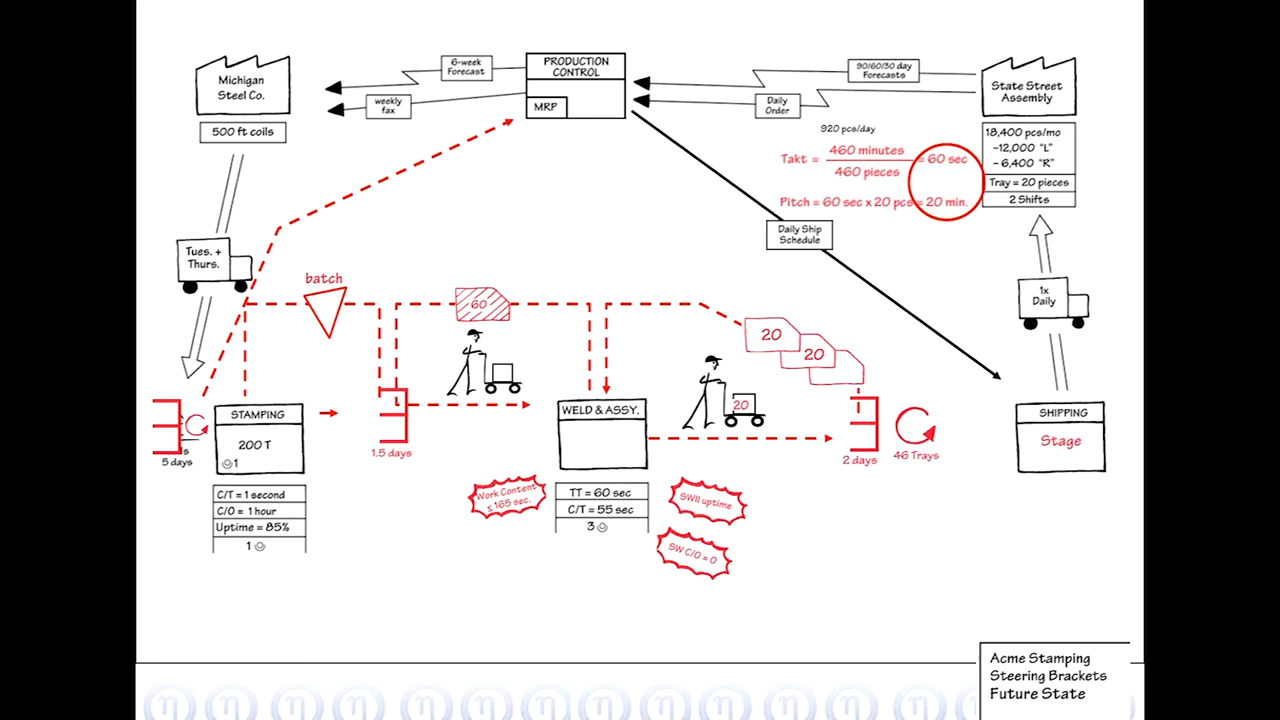 Michigan
Steel Co.
500 ft coils
6-week
Forecast
weekly
fax
PRODUCTION
CONTROL
MRP
90/60/30 day
Forecasts
Daily
Order
State Street
Assembly
18,400 pcs/mo
-12,000 "L"
- 6,400 "R"
Tray = 20 pieces
2 Shifts
920 pcs/day
Takt = 460 minutes = 60 sec
460 pieces
Pitch = 60 sec x 20 pcs = 20 min.
Daily Ship
Schedule
Tues. +
Thurs.
1x
Daily
batch
60
20
20
20
5 days
STAMPING
200 T
1
C/T = 1 second
C/O = 1 hour
Uptime = 85%
1
1.5 days
WELD & ASSY.
TT = 60 sec
C/T = 55 sec
3
Work Content
≤ 165 sec.
SWII uptime
SW C/O = 0
2 days
46 Trays
SHIPPING
Stage
Acme Stamping
Steering Brackets
Future State
η η η η η η η η η η η